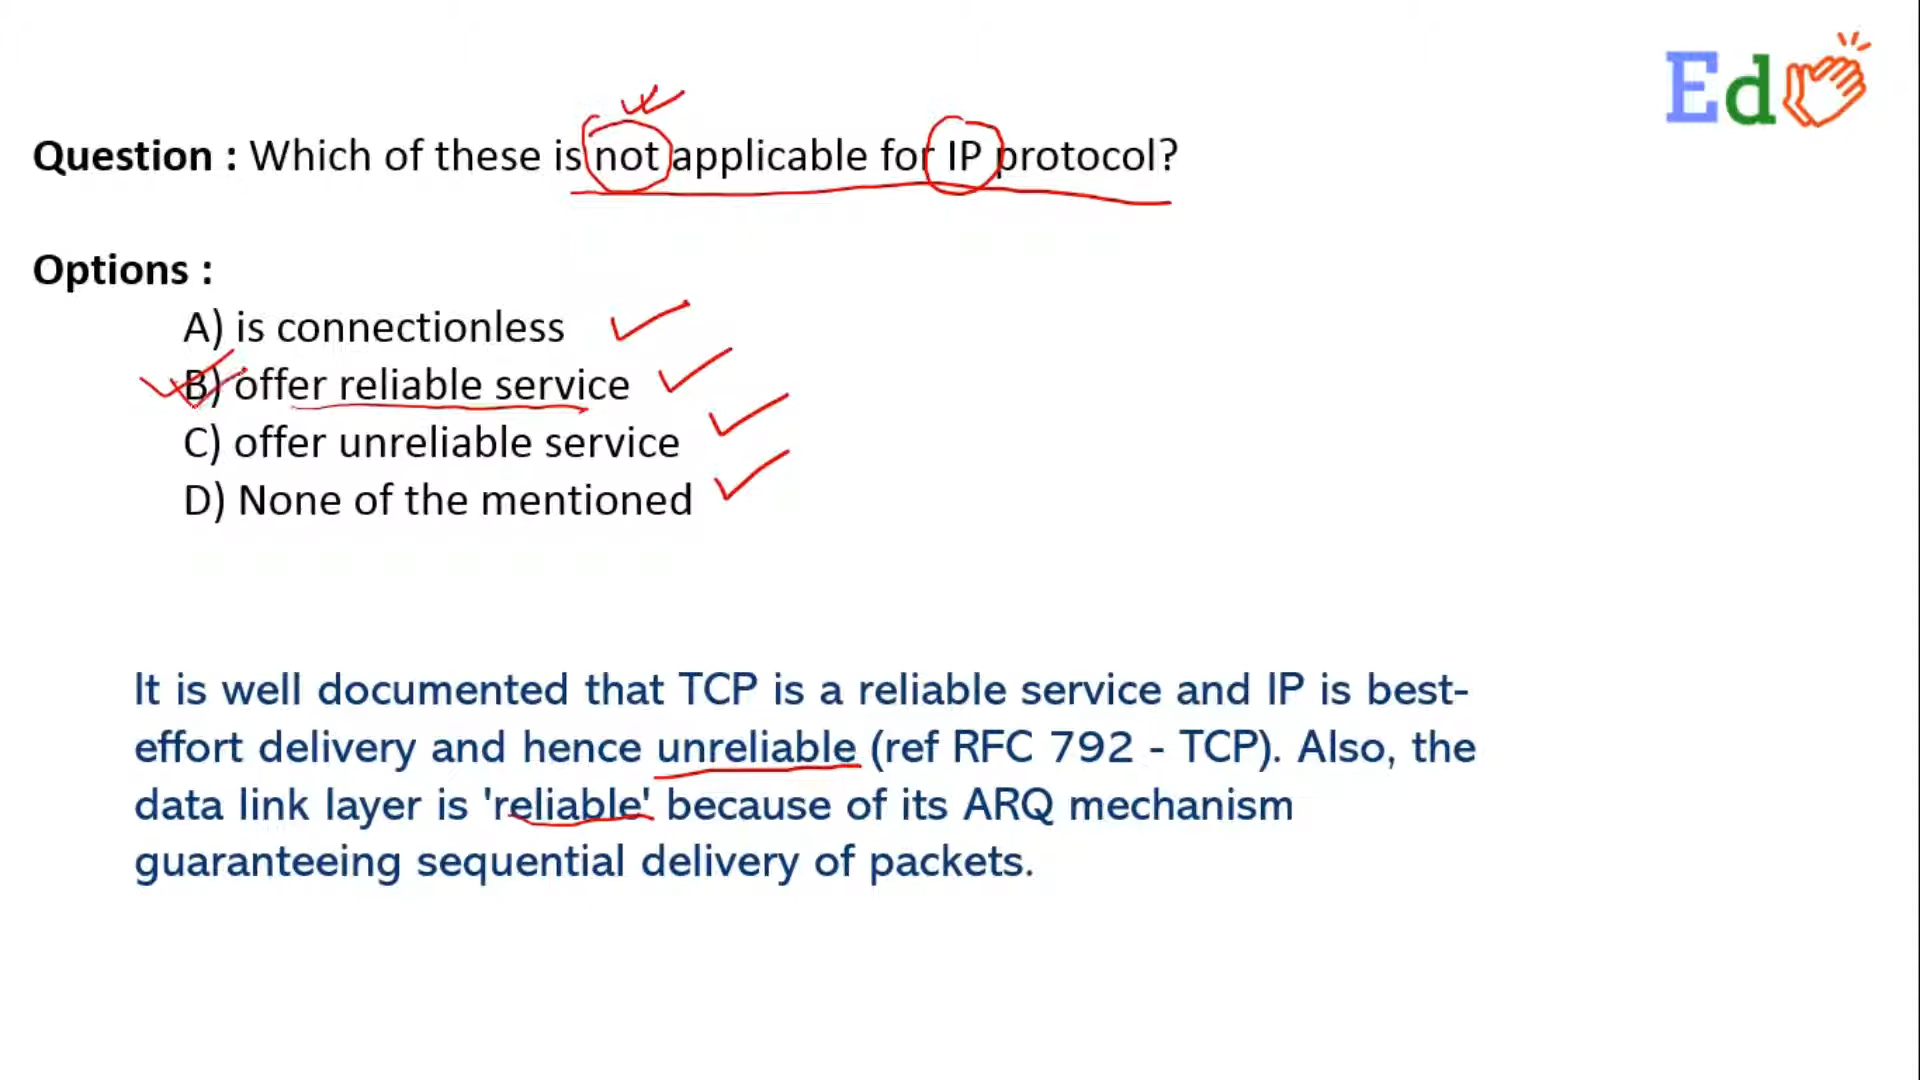 Ed
Question : Which of these is not applicable for IP protocol?
Options :
A) is connectionless
B) offer reliable service
C) offer unreliable service
D) None of the mentioned
It is well documented that TCP is a reliable service and IP is best-
effort delivery and hence unreliable (ref RFC 792 - TCP). Also, the
data link layer is 'reliable' because of its ARQ mechanism
guaranteeing sequential delivery of packets.